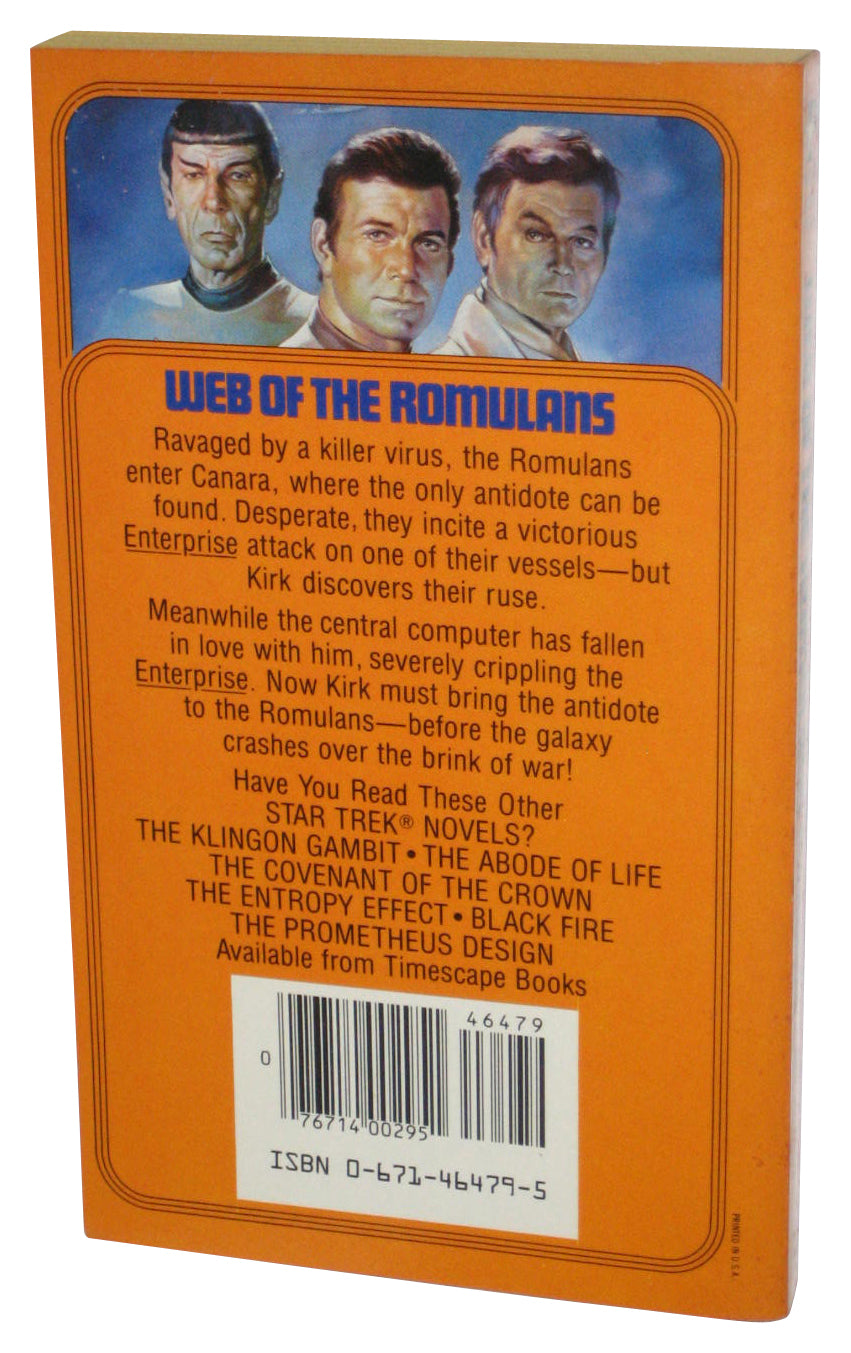 WEB OF THE ROMULANS
Ravaged by a killer virus, the Romulans
enter Canara, where the only antidote can be
found. Desperate, they incite a victorious
Enterprise attack on one of their vessels—but
Kirk discovers their ruse.
Meanwhile the central computer has fallen
in love with him, severely crippling the
Enterprise. Now Kirk must bring the antidote
to the Romulans—before the galaxy
crashes over the brink of war!
Have You Read These Other
STAR TREK® NOVELS?
THE KLINGON GAMBIT • THE ABODE OF LIFE
THE COVENANT OF THE CROWN
THE ENTROPY EFFECT • BLACK FIRE
THE PROMETHEUS DESIGN
Available from Timescape Books
46479
0
76714 00295
ISBN 0-671-46479-5
PRINTED IN U.S.A.